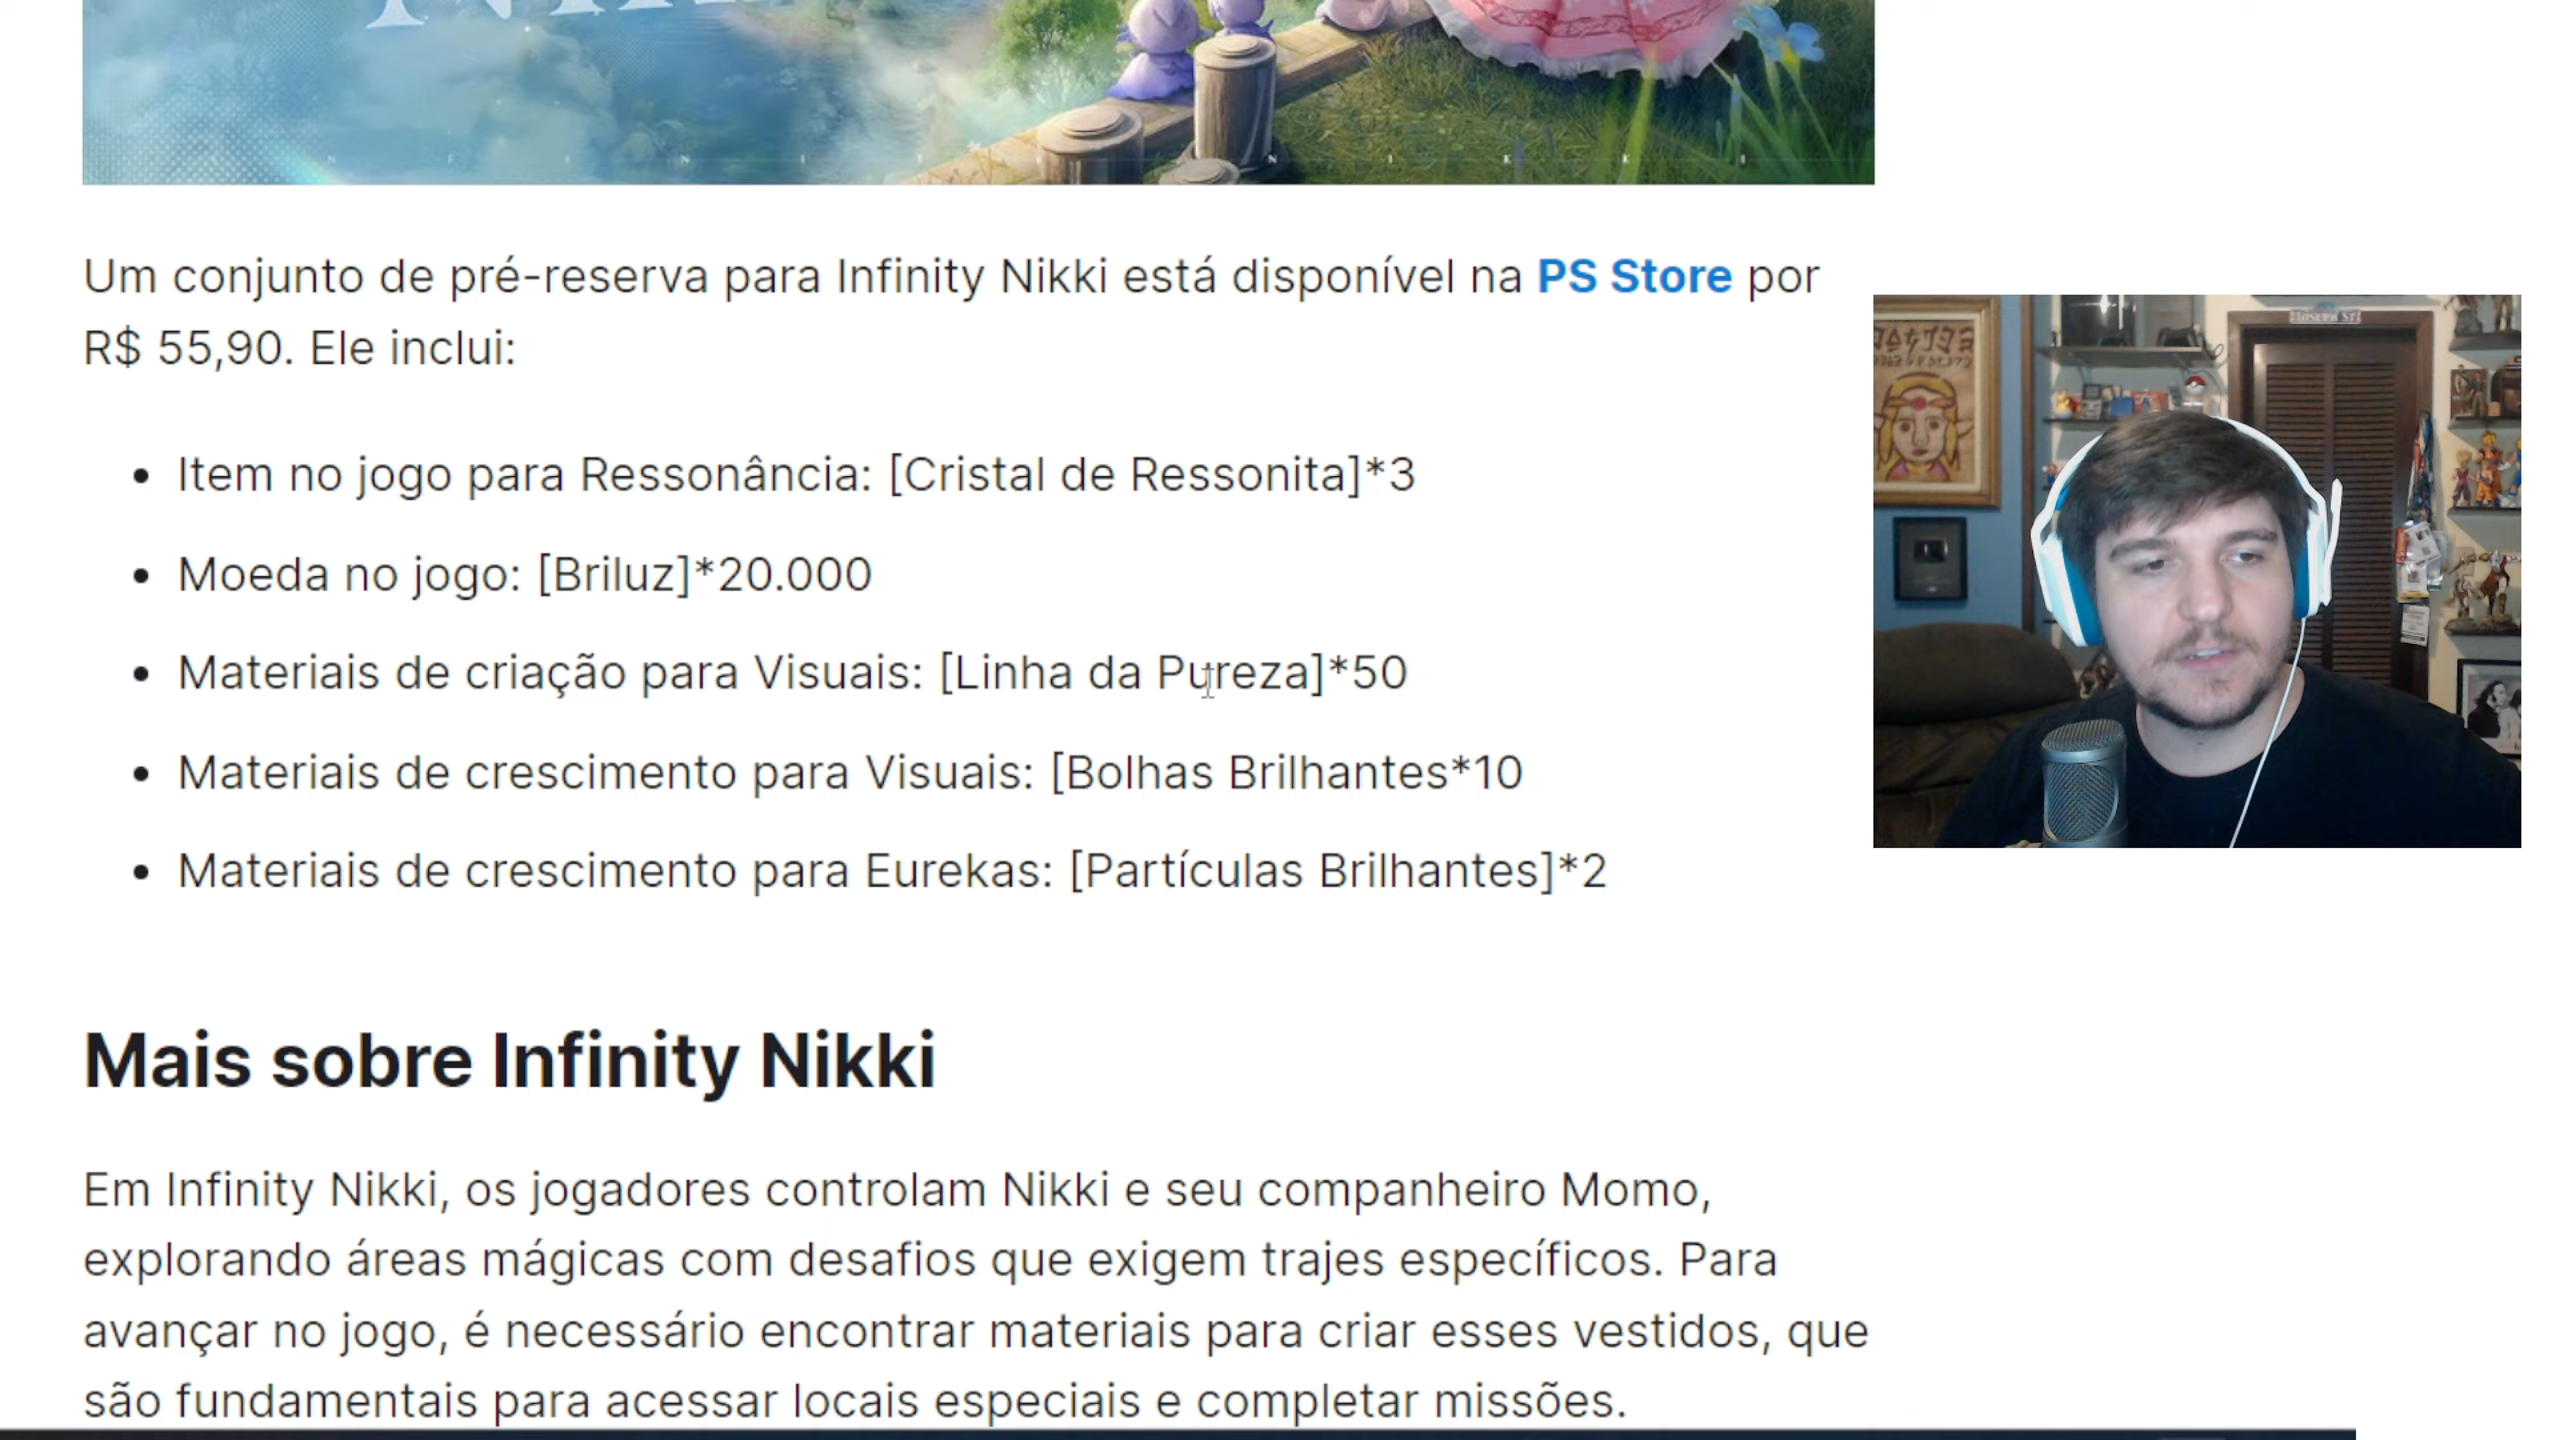 Um conjunto de pré-reserva para Infinity Nikki está disponível na PS Store por
R$ 55,90. Ele inclui:
• Item no jogo para Ressonância: [Cristal de Ressonita]*3
• Moeda no jogo: [Briluz]*20.000
• Materiais de criação para Visuais: [Linha da Pureza]*50
• Materiais de crescimento para Visuais: [Bolhas Brilhantes*10
• Materiais de crescimento para Eurekas: [Partículas Brilhantes]*2
Mais sobre Infinity Nikki
Em Infinity Nikki, os jogadores controlam Nikki e seu companheiro Momo,
explorando áreas mágicas com desafios que exigem trajes específicos. Para
avançar no jogo, é necessário encontrar materiais para criar esses vestidos, que
são fundamentais para acessar locais especiais e completar missões.